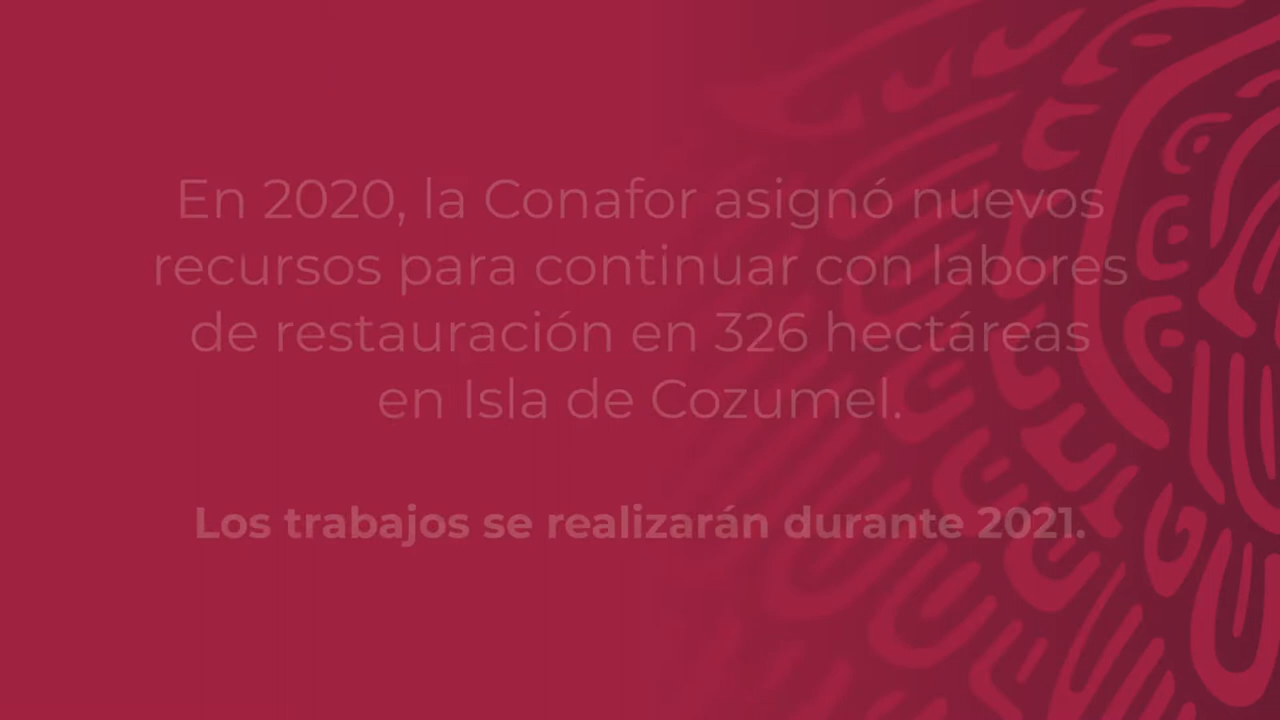 En 2020, la Conafor asignó nuevos
recursos para continuar con labores
de restauración en 326 hectáreas
en Isla de Cozumel.
Los trabajos se realizarán durante 2021.